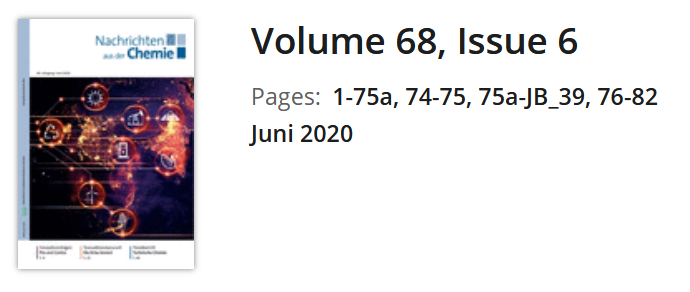 Nachrichten
aus der Chemie
Volume 68, Issue 6
Pages: 1-75a, 74-75, 75a-JB_39, 76-82
Juni 2020